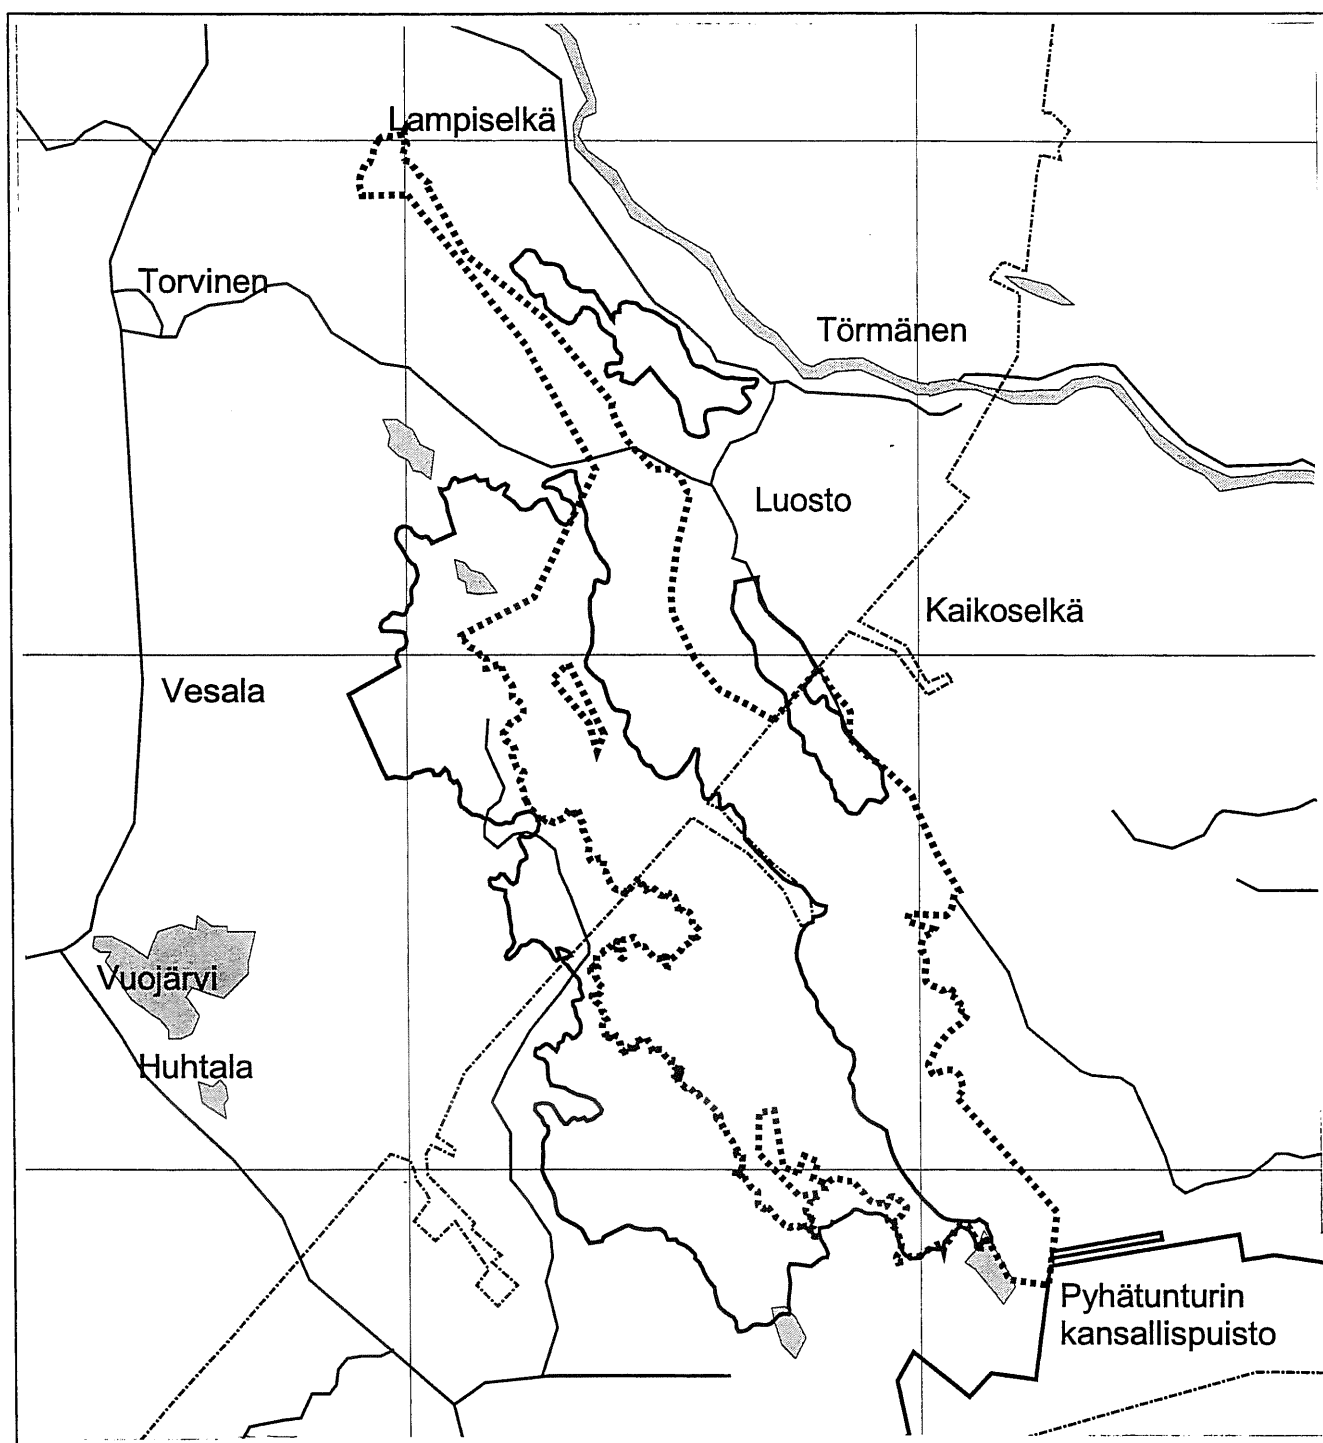 Lampiselkä
Torvinen
Törmänen
Luosto
Kaikoselkä
Vesala
Vuojärvi
Huhtala
Pyhätunturin
kansallispuisto